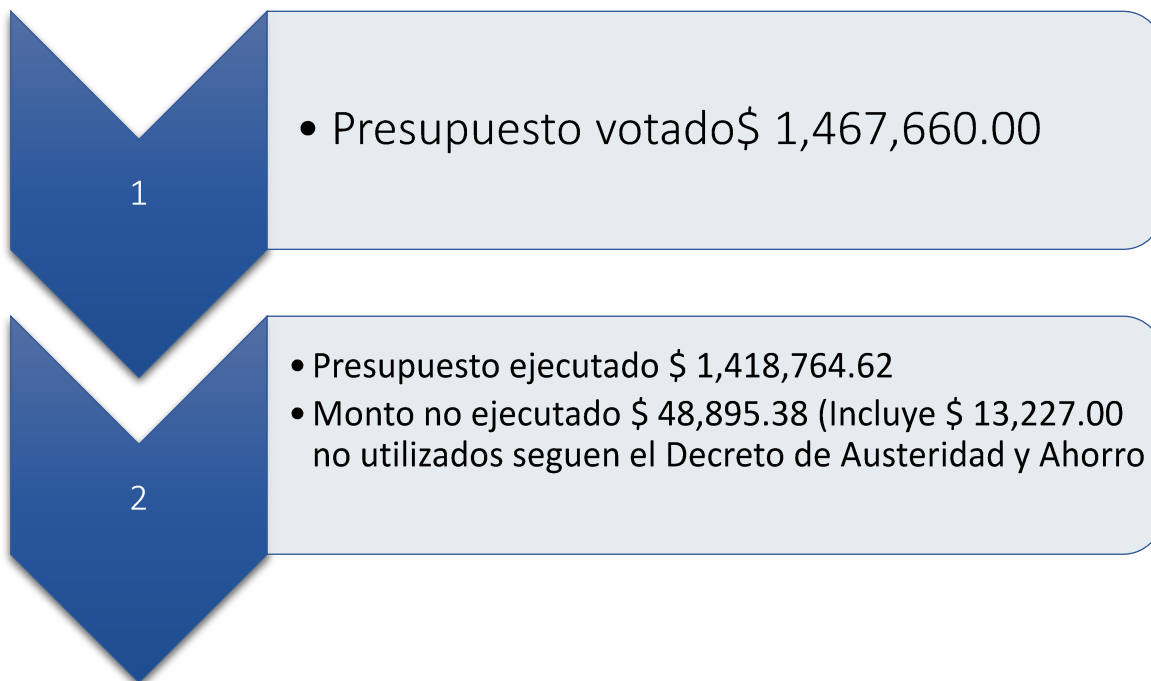 1
• Presupuesto votado$ 1,467,660.00
2
• Presupuesto ejecutado $ 1,418,764.62
• Monto no ejecutado $ 48,895.38 (Incluye $ 13,227.00
no utilizados seguen el Decreto de Austeridad y Ahorro